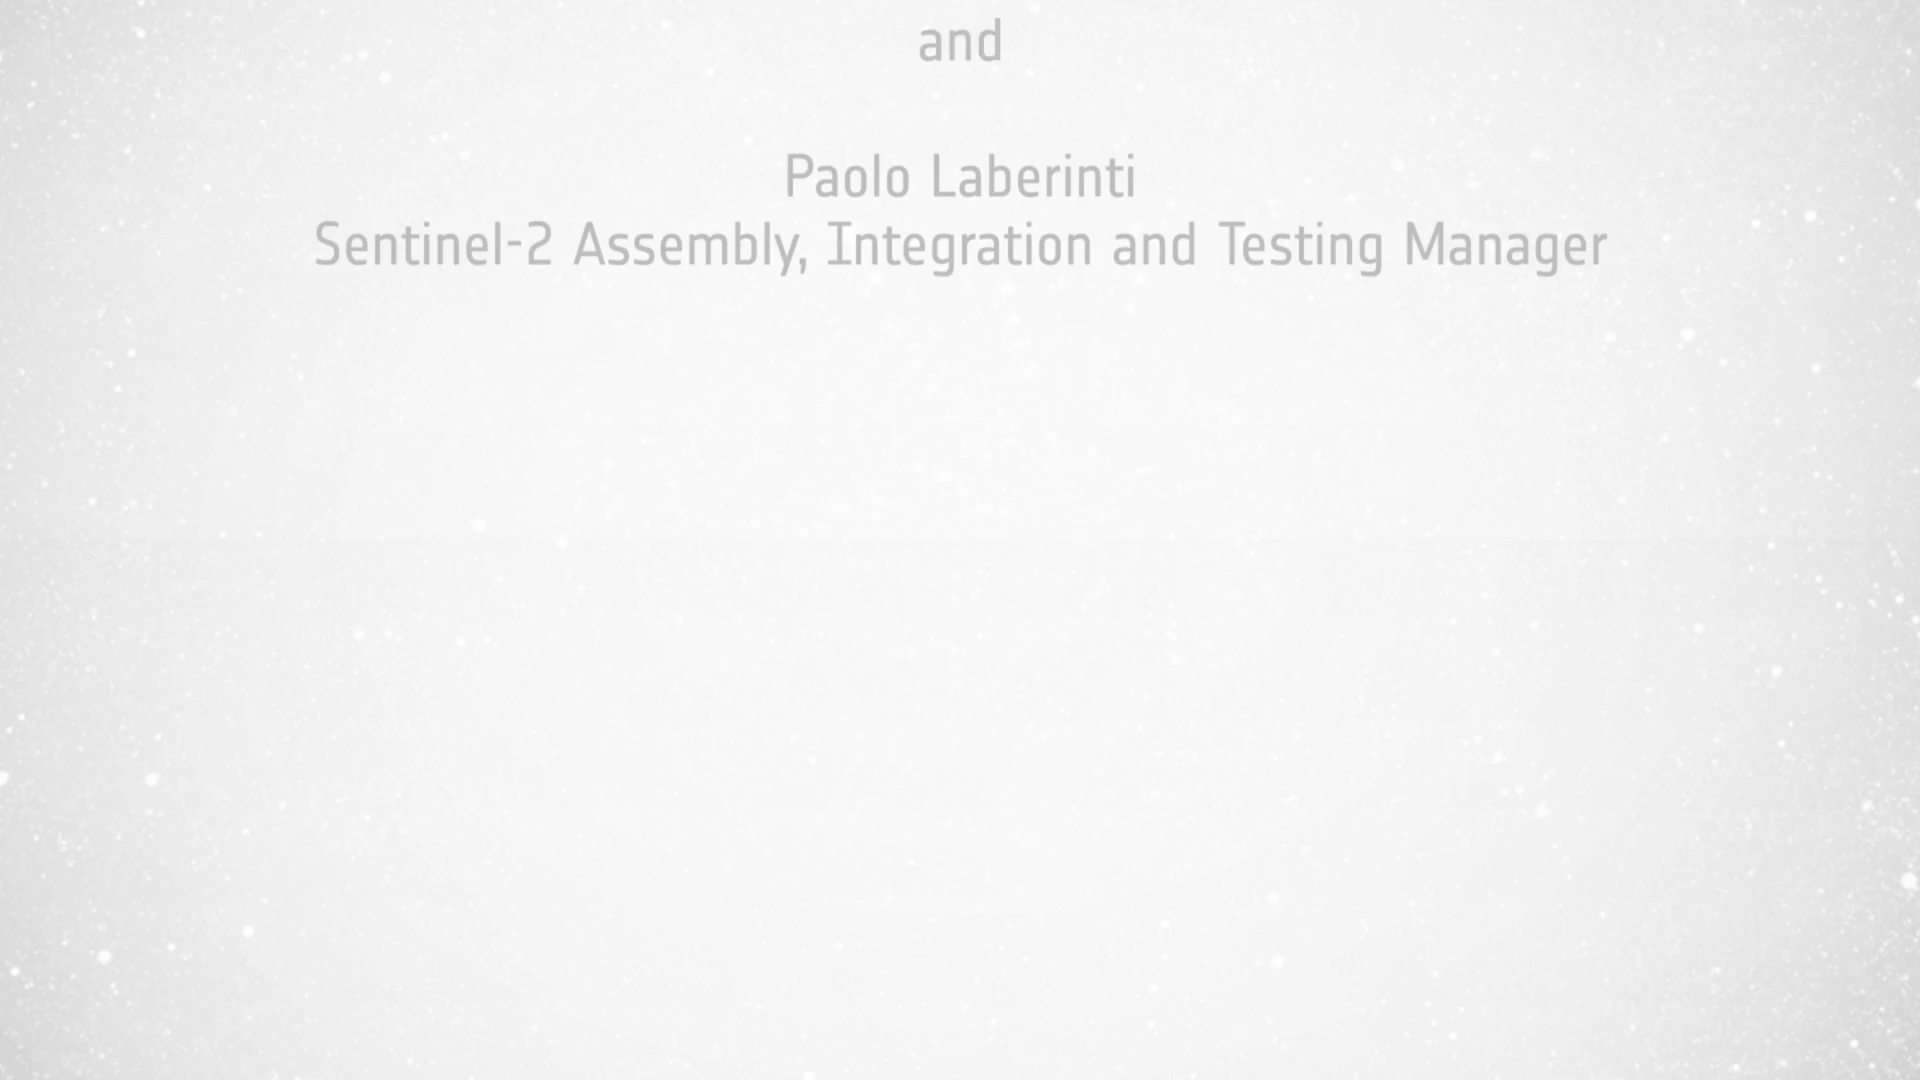 and
Paolo Laberinti
Sentinel-2 Assembly, Integration and Testing Manager